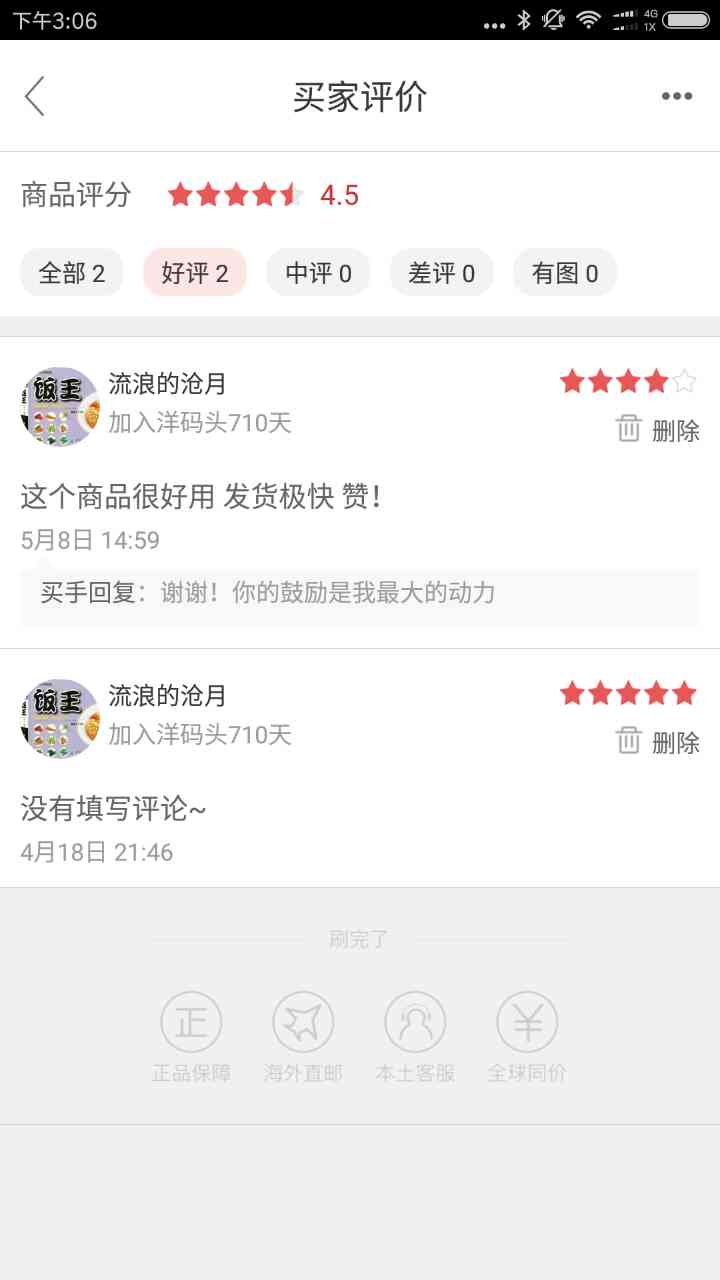 下午3:06
4G
1X
买家评价
商品评分 4.5
全部 2 好评 2 中评 0 差评 0 有图 0
饭王
流浪的沧月
加入洋码头710天
删除
这个商品很好用 发货极快 赞！
5月8日 14:59
买手回复：谢谢！你的鼓励是我最大的动力
饭王
流浪的沧月
加入洋码头710天
删除
没有填写评论~
4月18日 21:46
刷完了
正 ¥
正品保障 海外直邮 本土客服 全球同价